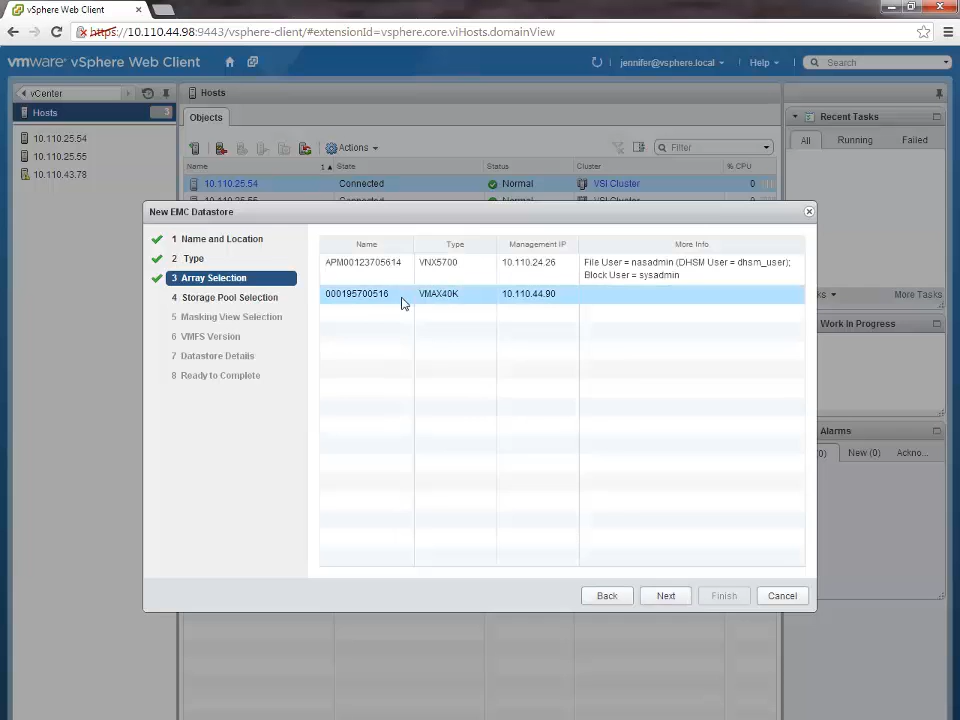 vSphere Web Client
https://10.110.44.98:9443/vsphere-client/#extensionId=vsphere.core.viHosts.domainView
vmware® vSphere Web Client
jennifer@vsphere.local
Help
Search
vCenter
Hosts
3
10.110.25.54
10.110.25.55
10.110.43.78
Hosts
Objects
Actions
Filter
Name
1
State
Status
Cluster
% CPU
10.110.25.54
Connected
Normal
VSI Cluster
0
Recent Tasks
All
Running
Failed
More Tasks
Work In Progress
Alarms
(0)
New (0)
Ackno...
New EMC Datastore
1 Name and Location
2 Type
3 Array Selection
4 Storage Pool Selection
5 Masking View Selection
6 VMFS Version
7 Datastore Details
8 Ready to Complete
Name
Type
Management IP
More Info
APM00123705614
VNX5700
10.110.24.26
File User = nasadmin (DHSM User = dhsm_user);
Block User = sysadmin
000195700516
VMAX40K
10.110.44.90
Back
Next
Finish
Cancel